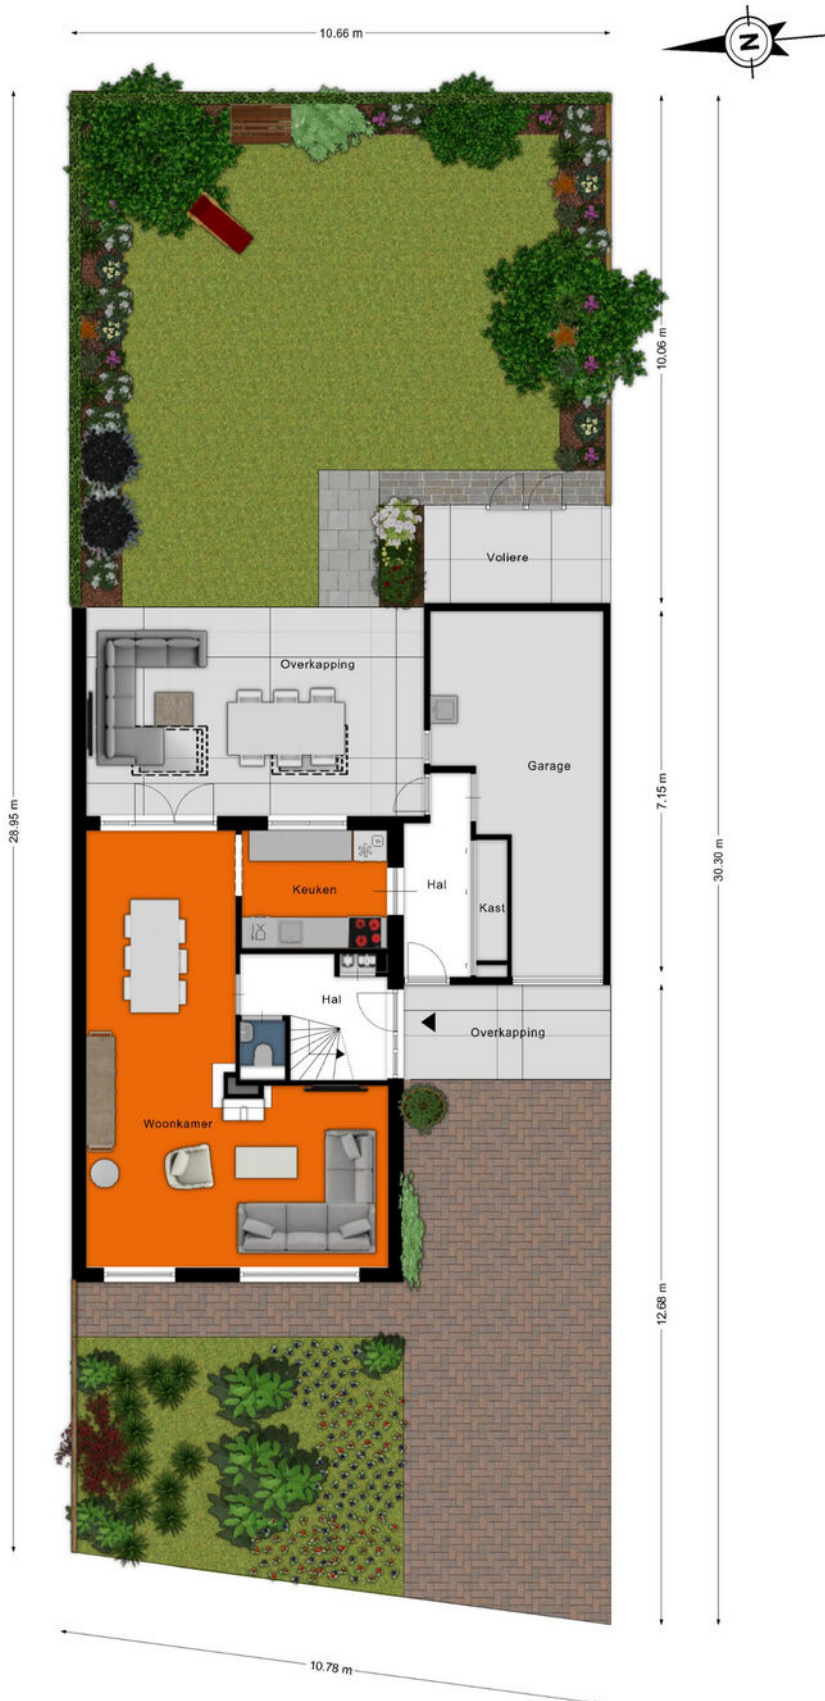 10.66 m
N
10.06 m
Voliere
Overkapping
Garage
7.15 m
28.95 m
30.30 m
Keuken
Hal
Kast
Hal
Overkapping
Woonkamer
12.68 m
10.78 m